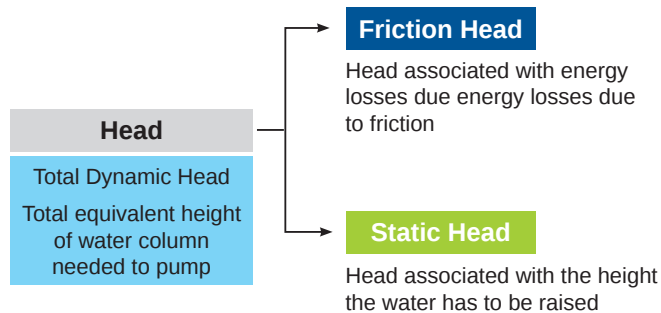 Head
Total Dynamic Head
Total equivalent height
of water column
needed to pump
Friction Head
Head associated with energy
losses due energy losses due
to friction
Static Head
Head associated with the height
the water has to be raised